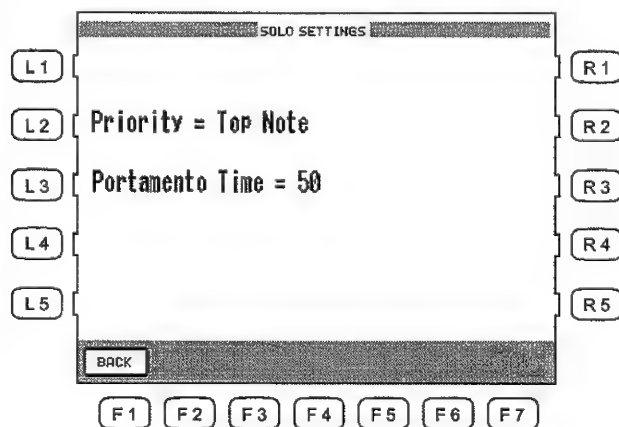 SOLO SETTINGS
L1 R1
L2 Priority = Top Note R2
L3 Portamento Time = 50 R3
L4 R4
L5 R5
BACK
F1 F2 F3 F4 F5 F6 F7